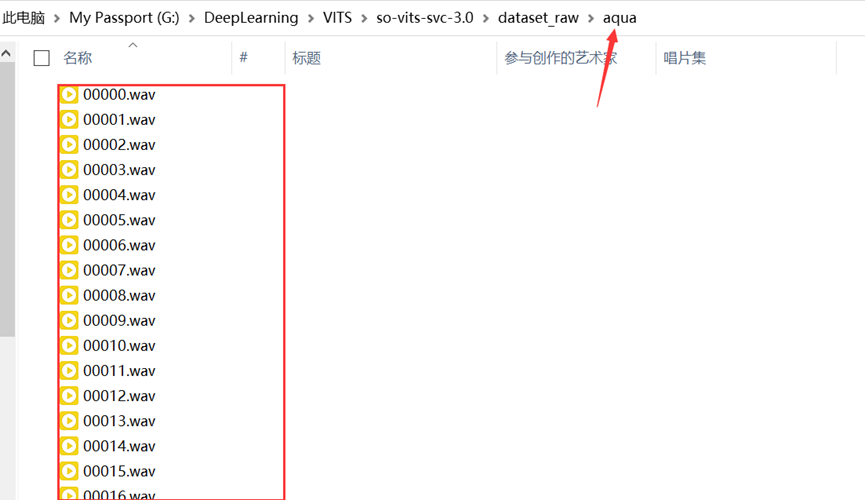 此电脑 > My Passport (G:) > DeepLearning > VITS > so-vits-svc-3.0 > dataset_raw > aqua
名称 # 标题 参与创作的艺术家 唱片集
00000.wav
00001.wav
00002.wav
00003.wav
00004.wav
00005.wav
00006.wav
00007.wav
00008.wav
00009.wav
00010.wav
00011.wav
00012.wav
00013.wav
00014.wav
00015.wav
00016.wav